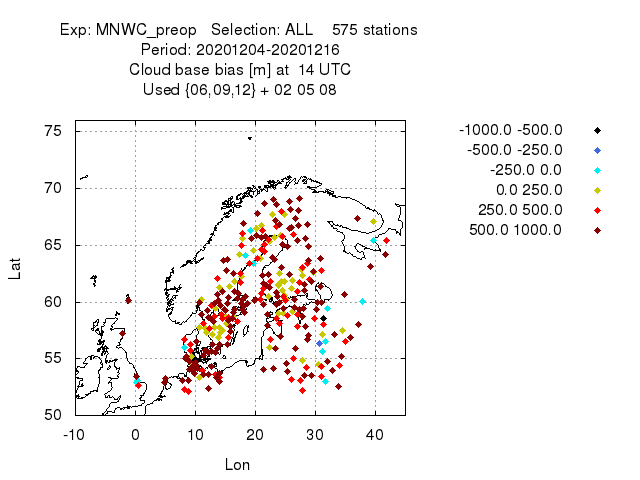 Exp: MNWC_preop Selection: ALL 575 stations
Period: 20201204-20201216
Cloud base bias [m] at 14 UTC
Used {06,09,12} + 02 05 08
-1000.0 -500.0
-500.0 -250.0
-250.0 0.0
0.0 250.0
250.0 500.0
500.0 1000.0
75
70
65
60
55
50
Lat
-10 0 10 20 30 40
Lon